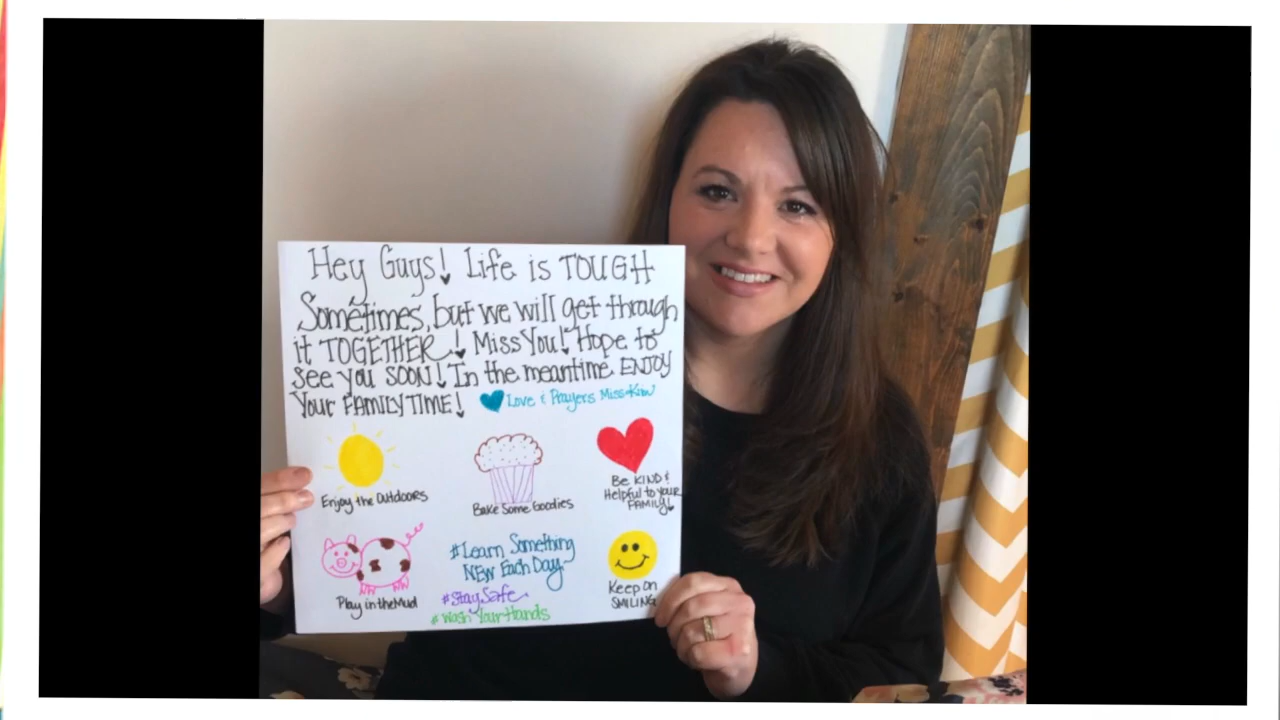 Hey Guys! Life is TOUGH
Sometimes, but we will get through
it TOGETHER! Miss You! Hope to
see you SOON! In the meantime ENJOY
Your FAMILY TIME!
Love & Prayers Miss
Enjoy the Outdoors
Bake Some Goodies
Be KIND &
Helpful to your
FAMILY!
Play in the Mud
#Learn Something
NEW Each Day
#StaySafe
#Wash Your Hands
Keep On
SMILING